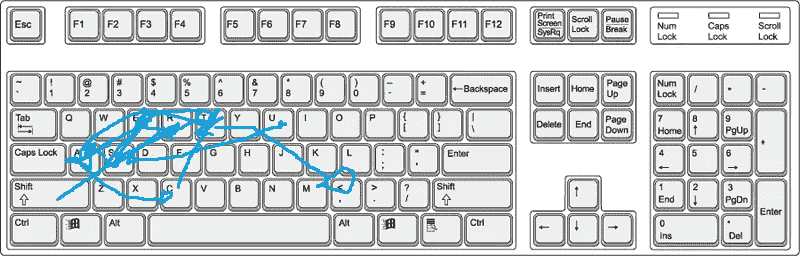 Esc F1 F2 F3 F4 F5 F6 F7 F8 F9 F10 F11 F12 Print Screen SysRq Scroll Lock Pause Break Num Lock Caps Lock Scroll Lock
~ ` ! 1 @ 2 # 3 $ 4 % 5 ^ 6 & 7 * 8 ( 9 ) 0 _ - + = ←Backspace Insert Home Page Up Num Lock / * -
Tab Q W E R T Y U I O P { [ } ] | \ Delete End Page Down 7 Home 8 ↑ 9 PgUp +
Caps Lock A S D F G H J K L : ; " ' Enter 4 ← 5 6 →
Shift ⇧ Z X C V B N M < , > . ? / Shift ⇧ ↑ 1 End 2 ↓ 3 PgDn Enter
Ctrl Alt Alt Ctrl ← ↓ → 0 Ins * Del